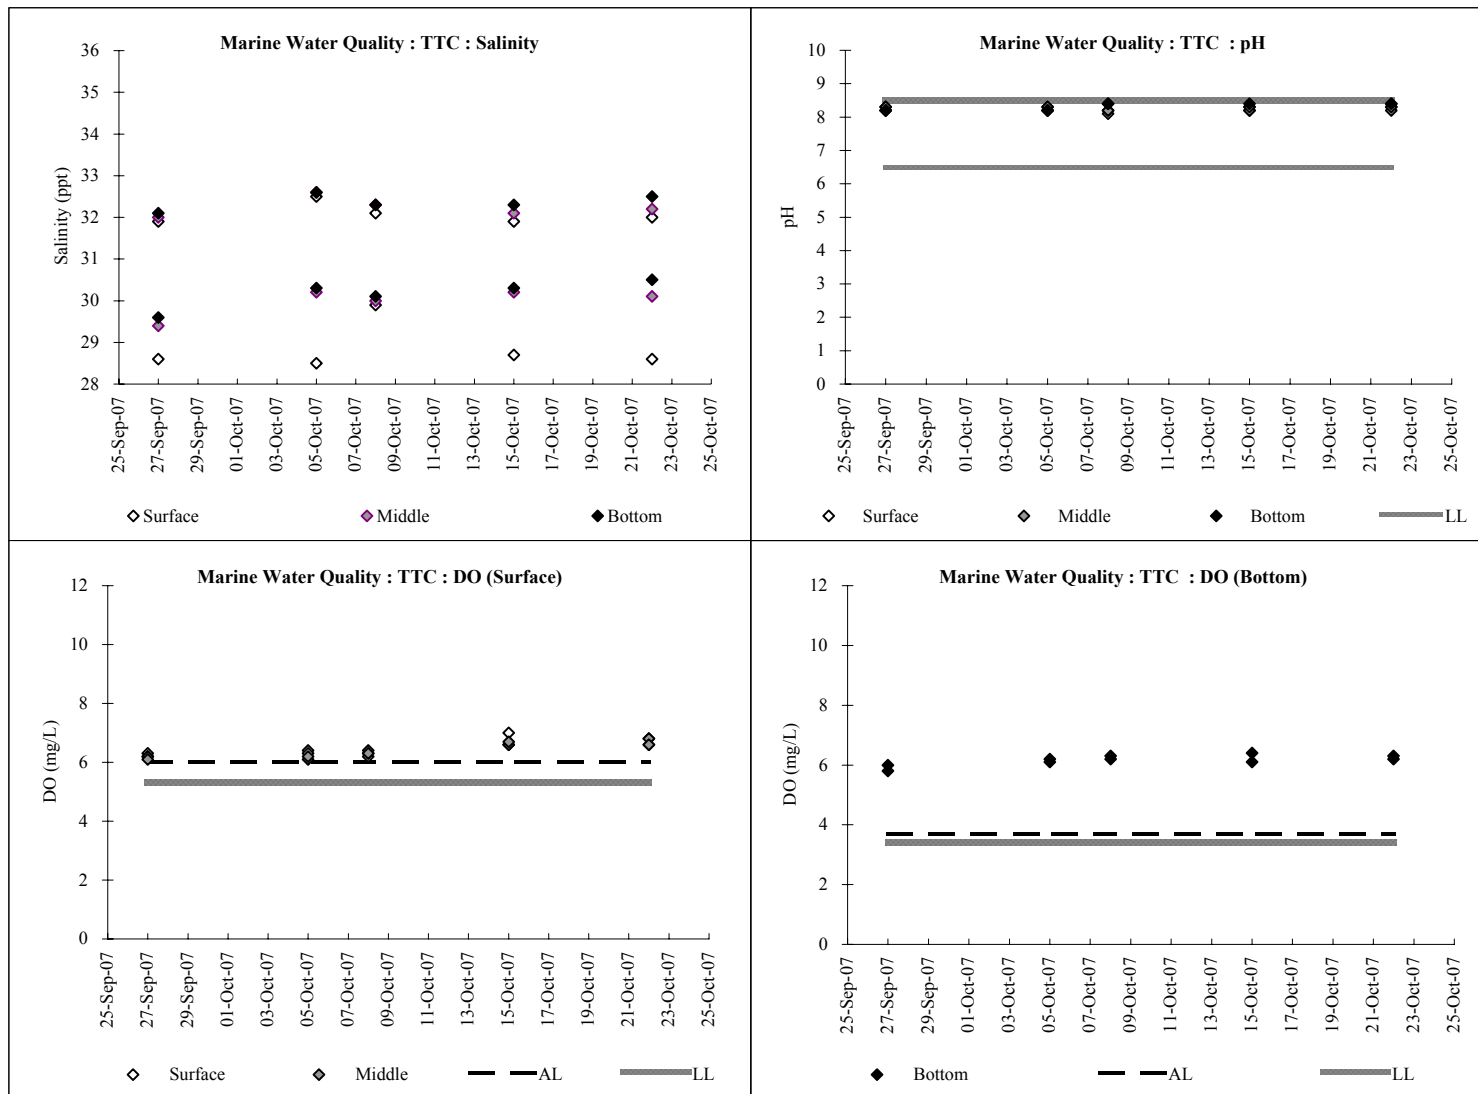 Marine Water Quality : TTC : Salinity
36
35
34
33
32
31
30
29
28
Salinity (ppt)
25-Sep-07
27-Sep-07
29-Sep-07
01-Oct-07
03-Oct-07
05-Oct-07
07-Oct-07
09-Oct-07
11-Oct-07
13-Oct-07
15-Oct-07
17-Oct-07
19-Oct-07
21-Oct-07
23-Oct-07
25-Oct-07
Surface Middle Bottom
Marine Water Quality : TTC : pH
10
9
8
7
6
5
4
3
2
1
0
pH
25-Sep-07
27-Sep-07
29-Sep-07
01-Oct-07
03-Oct-07
05-Oct-07
07-Oct-07
09-Oct-07
11-Oct-07
13-Oct-07
15-Oct-07
17-Oct-07
19-Oct-07
21-Oct-07
23-Oct-07
25-Oct-07
Surface Middle Bottom LL
Marine Water Quality : TTC : DO (Surface)
12
10
8
6
4
2
0
DO (mg/L)
25-Sep-07
27-Sep-07
29-Sep-07
01-Oct-07
03-Oct-07
05-Oct-07
07-Oct-07
09-Oct-07
11-Oct-07
13-Oct-07
15-Oct-07
17-Oct-07
19-Oct-07
21-Oct-07
23-Oct-07
25-Oct-07
Surface Middle AL LL
Marine Water Quality : TTC : DO (Bottom)
12
10
8
6
4
2
0
DO (mg/L)
25-Sep-07
27-Sep-07
29-Sep-07
01-Oct-07
03-Oct-07
05-Oct-07
07-Oct-07
09-Oct-07
11-Oct-07
13-Oct-07
15-Oct-07
17-Oct-07
19-Oct-07
21-Oct-07
23-Oct-07
25-Oct-07
Bottom AL LL